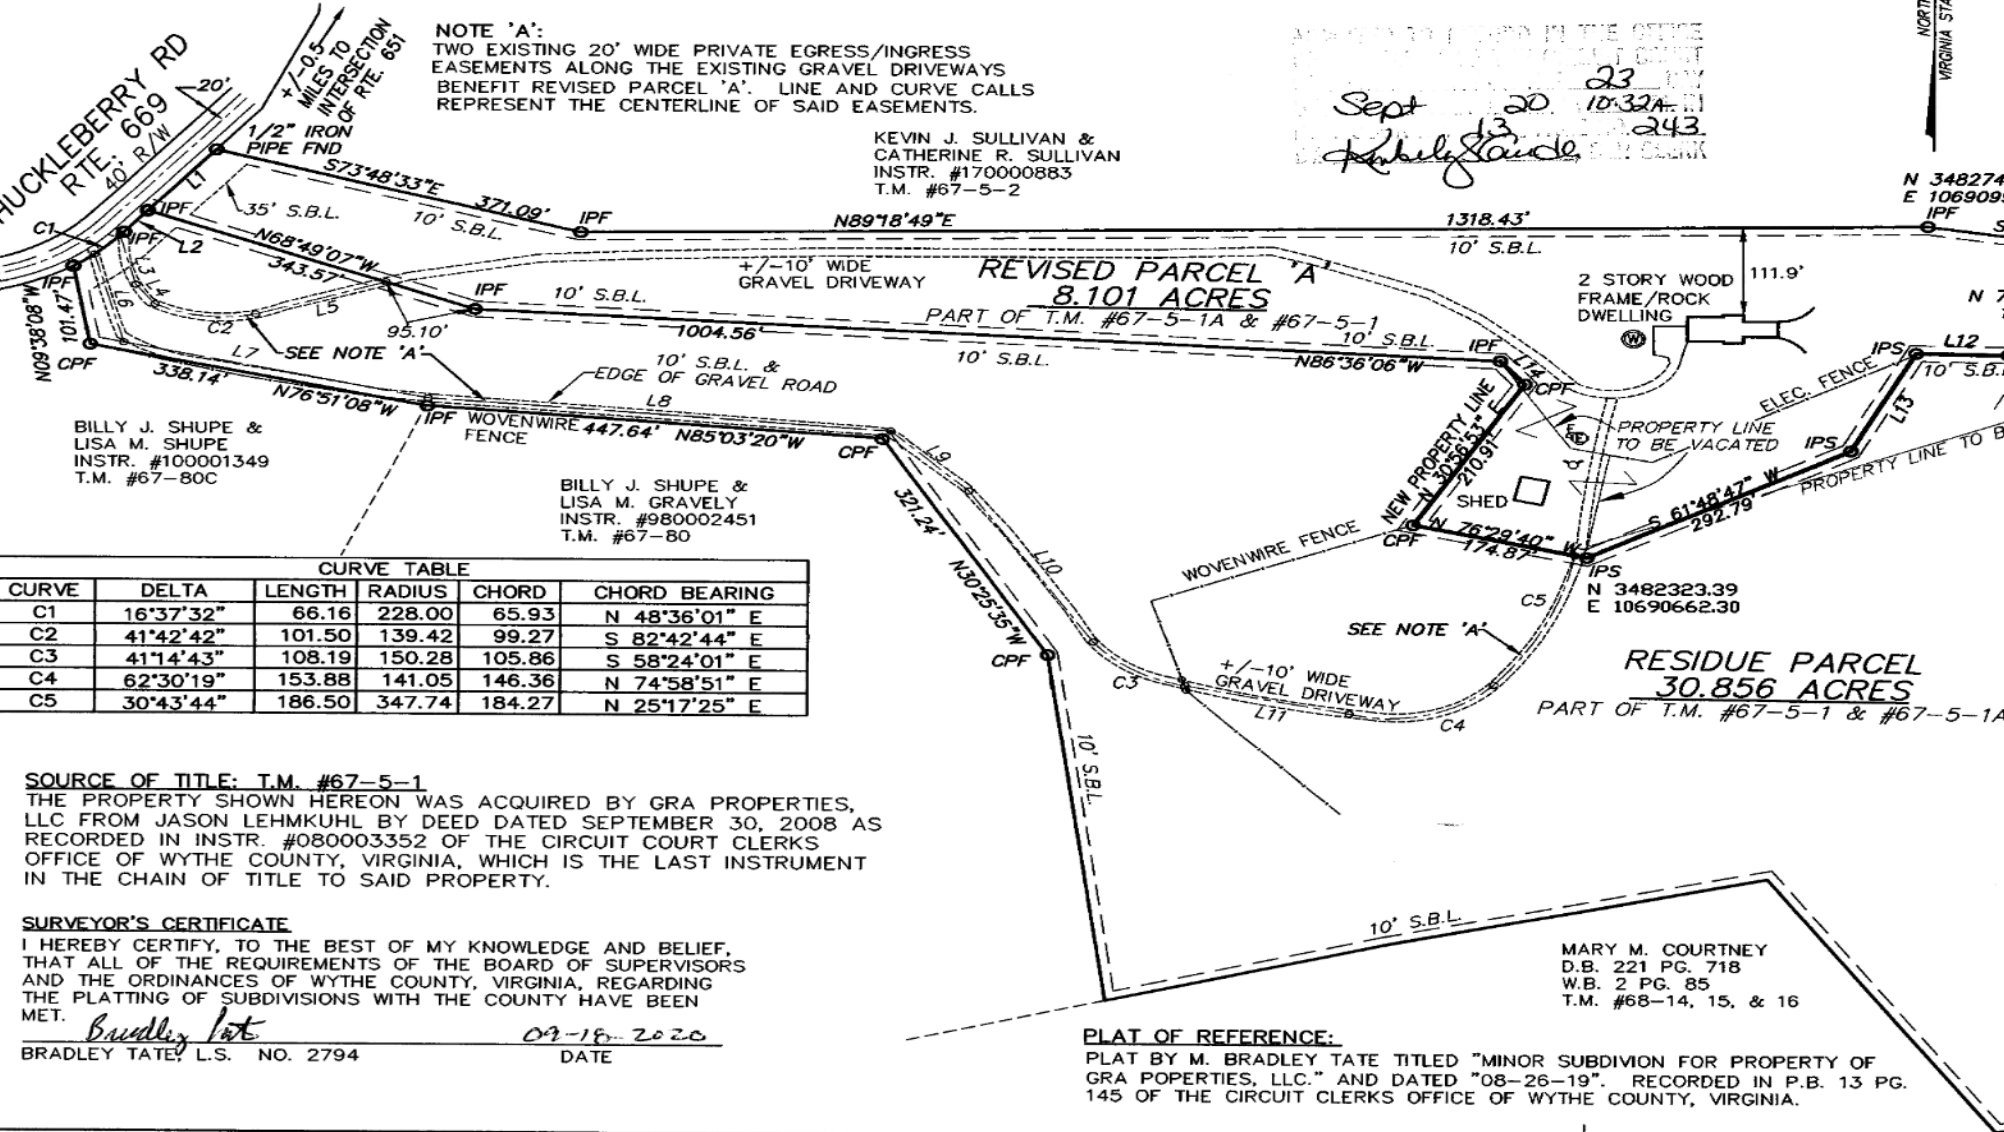 HUCKLEBERRY RD
RTE. 669
40' R/W
20'
+/-0.5
MILES TO
INTERSECTION
OF RTE. 651
1/2" IRON
PIPE FND
NOTE 'A':
TWO EXISTING 20' WIDE PRIVATE EGRESS/INGRESS
EASEMENTS ALONG THE EXISTING GRAVEL DRIVEWAYS
BENEFIT REVISED PARCEL 'A'. LINE AND CURVE CALLS
REPRESENT THE CENTERLINE OF SAID EASEMENTS.
KEVIN J. SULLIVAN &
CATHERINE R. SULLIVAN
INSTR. #170000883
T.M. #67-5-2
IN THE OFFICE
23
Sept 20 10:32A
13 243
CLERK
NORTH
VIRGINIA STA
N 348274
E 106909
IPF
S
L1
S73°48'33"E
371.09'
35' S.B.L.
10' S.B.L.
IPF
N89°18'49"E
1318.43'
10' S.B.L.
C1
IPF
IPF
L2
N68°49'07"W
343.57'
L3
L4
L6
IPF
N09°38'08"W
101.47'
C2
L5
95.10'
IPF
10' S.B.L.
+/-10' WIDE
GRAVEL DRIVEWAY
REVISED PARCEL 'A'
8.101 ACRES
PART OF T.M. #67-5-1A & #67-5-1
2 STORY WOOD
FRAME/ROCK
DWELLING
111.9'
W
N 7
1004.56'
10' S.B.L.
10' S.B.L.
N86°36'06"W
IPF
L14
CPF
CPF
L7
SEE NOTE 'A'
338.14'
N76°51'08"W
10' S.B.L. &
EDGE OF GRAVEL ROAD
L8
IPF
WOVENWIRE
FENCE
447.64'
N85°03'20"W
CPF
L9
IPS
L12
10' S.B.
ELEC. FENCE
L13
IPS
PROPERTY LINE
TO BE VACATED
PROPERTY LINE TO B
NEW PROPERTY LINE
N 30°56'53" E
210.91'
E
SHED
S 61°48'47" W
292.79'
N 76°29'40" W
174.87'
CPF
IPS
N 3482323.39
E 10690662.30
BILLY J. SHUPE &
LISA M. SHUPE
INSTR. #100001349
T.M. #67-80C
BILLY J. SHUPE &
LISA M. GRAVELY
INSTR. #980002451
T.M. #67-80
321.24'
N30°25'35"W
CPF
L10
WOVENWIRE FENCE
C5
SEE NOTE 'A'
C3
+/-10' WIDE
GRAVEL DRIVEWAY
L11
C4
RESIDUE PARCEL
30.856 ACRES
PART OF T.M. #67-5-1 & #67-5-1A
CURVE TABLE
CURVE DELTA LENGTH RADIUS CHORD CHORD BEARING
C1 16°37'32" 66.16 228.00 65.93 N 48°36'01" E
C2 41°42'42" 101.50 139.42 99.27 S 82°42'44" E
C3 41°14'43" 108.19 150.28 105.86 S 58°24'01" E
C4 62°30'19" 153.88 141.05 146.36 N 74°58'51" E
C5 30°43'44" 186.50 347.74 184.27 N 25°17'25" E
10' S.B.L.
10' S.B.L.
SOURCE OF TITLE: T.M. #67-5-1
THE PROPERTY SHOWN HEREON WAS ACQUIRED BY GRA PROPERTIES,
LLC FROM JASON LEHMKUHL BY DEED DATED SEPTEMBER 30, 2008 AS
RECORDED IN INSTR. #080003352 OF THE CIRCUIT COURT CLERKS
OFFICE OF WYTHE COUNTY, VIRGINIA, WHICH IS THE LAST INSTRUMENT
IN THE CHAIN OF TITLE TO SAID PROPERTY.
SURVEYOR'S CERTIFICATE
I HEREBY CERTIFY, TO THE BEST OF MY KNOWLEDGE AND BELIEF,
THAT ALL OF THE REQUIREMENTS OF THE BOARD OF SUPERVISORS
AND THE ORDINANCES OF WYTHE COUNTY, VIRGINIA, REGARDING
THE PLATTING OF SUBDIVISIONS WITH THE COUNTY HAVE BEEN
MET.
Bradley Tate 09-18-2020
BRADLEY TATE, L.S. NO. 2794 DATE
MARY M. COURTNEY
D.B. 221 PG. 718
W.B. 2 PG. 85
T.M. #68-14, 15, & 16
PLAT OF REFERENCE:
PLAT BY M. BRADLEY TATE TITLED "MINOR SUBDIVION FOR PROPERTY OF
GRA POPERTIES, LLC." AND DATED "08-26-19". RECORDED IN P.B. 13 PG.
145 OF THE CIRCUIT CLERKS OFFICE OF WYTHE COUNTY, VIRGINIA.